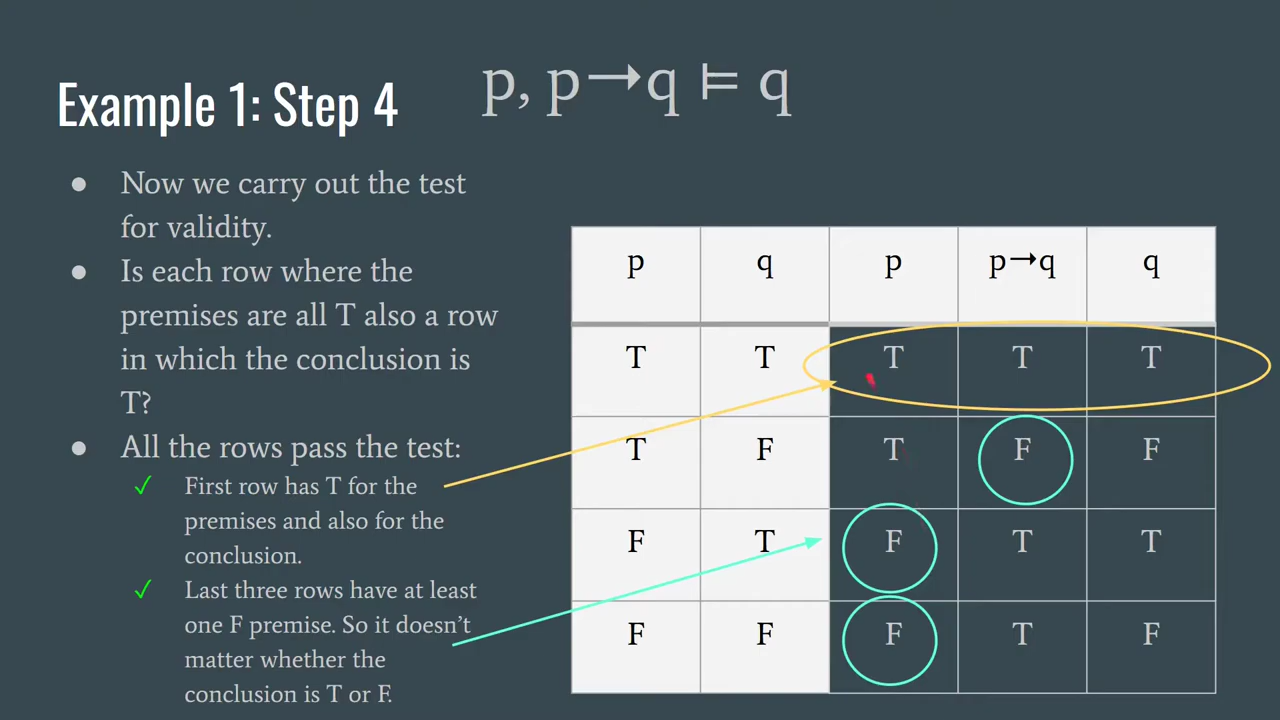 p, p→q ⊨ q
Example 1: Step 4
● Now we carry out the test
for validity.
● Is each row where the
premises are all T also a row
in which the conclusion is
T?
● All the rows pass the test:
✓ First row has T for the
premises and also for the
conclusion.
✓ Last three rows have at least
one F premise. So it doesn’t
matter whether the
conclusion is T or F.
p q p p→q q
T T T T T
T F T F F
F T F T T
F F F T F